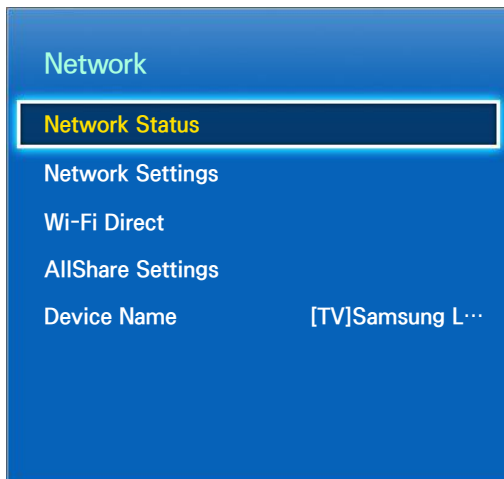 Network
Network Status
Network Settings
Wi-Fi Direct
AllShare Settings
Device Name [TV]Samsung L···